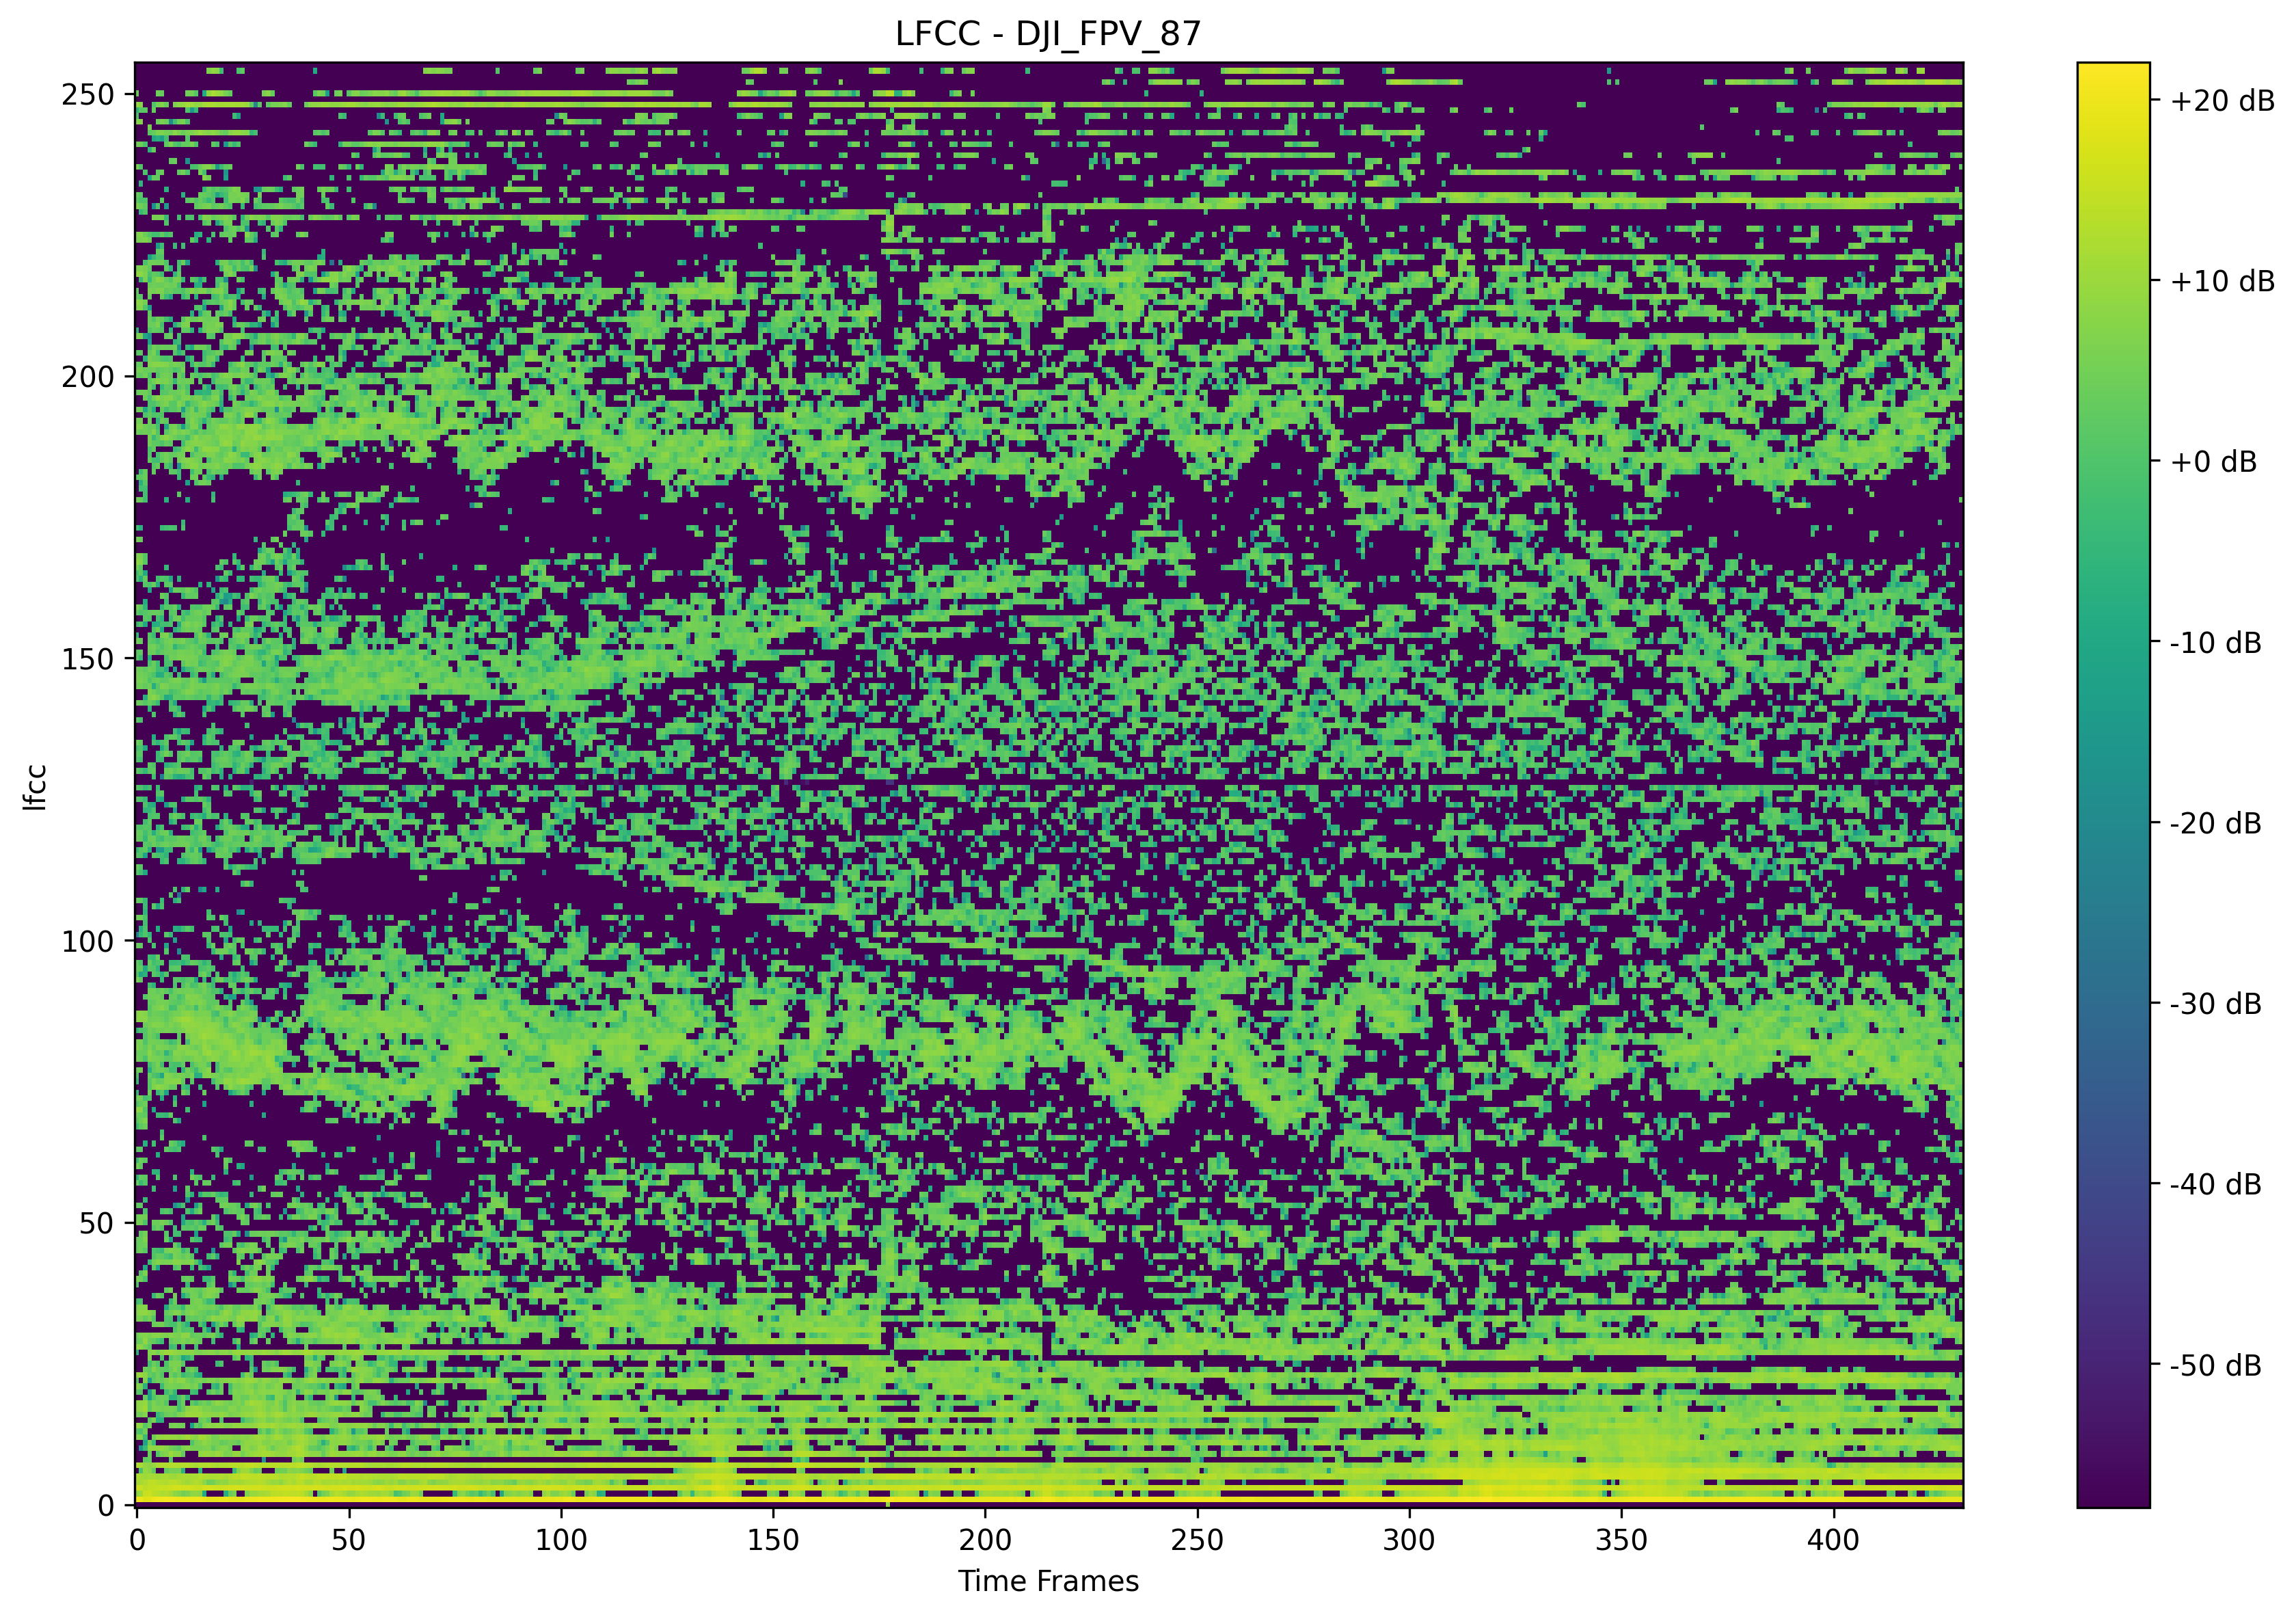 LFCC - DJI_FPV_87
250
200
150
100
50
0
lfcc
0 50 100 150 200 250 300 350 400
Time Frames
+20 dB
+10 dB
+0 dB
-10 dB
-20 dB
-30 dB
-40 dB
-50 dB